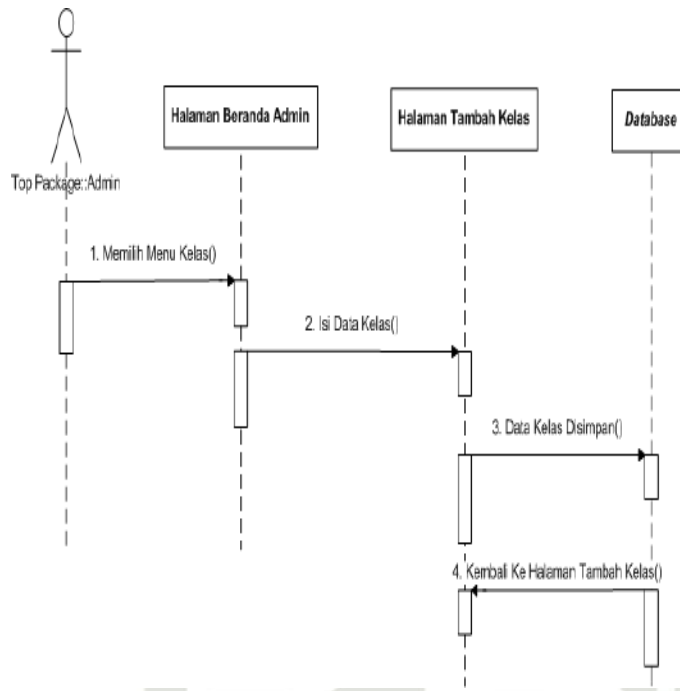 Halaman Beranda Admin
Halaman Tambah Kelas
Database
Top Package::Admin
1. Memilih Menu Kelas()
2. Isi Data Kelas()
3. Data Kelas Disimpan()
4. Kembali Ke Halaman Tambah Kelas()